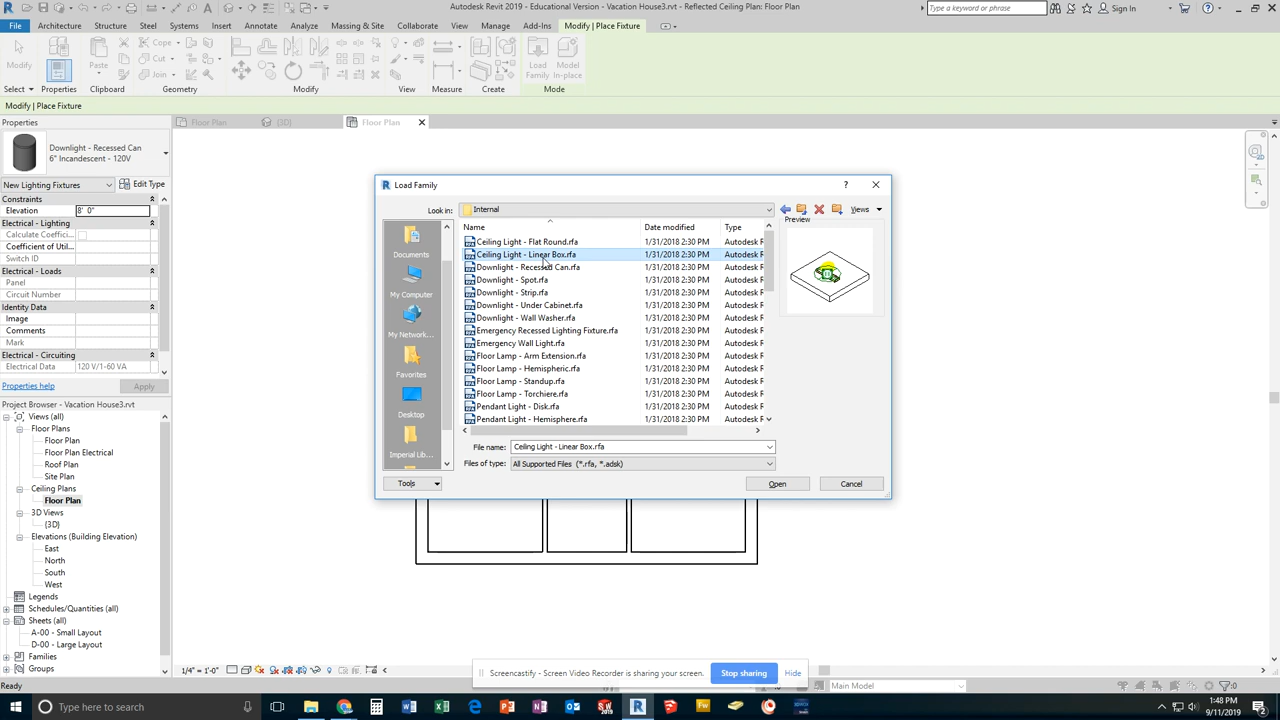 Autodesk Revit 2019 - Educational Version - Vacation House3.rvt - Reflected Ceiling Plan: Floor Plan
Type a keyword or phrase
Sign In
File Architecture Structure Steel Systems Insert Annotate Analyze Massing & Site Collaborate View Manage Add-Ins Modify | Place Fixture
Modify
Paste
Cope
Cut
Join
Load Family
Model In-place
Select Properties Clipboard Geometry Modify View Measure Create Mode
Modify | Place Fixture
Properties
Floor Plan
{3D}
Floor Plan
Downlight - Recessed Can
6" Incandescent - 120V
New Lighting Fixtures
Edit Type
Constraints
Elevation 8' 0"
Electrical - Lighting
Calculate Coeffici...
Coefficient of Util...
Switch ID
Electrical - Loads
Panel
Circuit Number
Identity Data
Image
Comments
Mark
Electrical - Circuiting
Electrical Data 120 V/1-60 VA
Properties help
Apply
Project Browser - Vacation House3.rvt
Views (all)
Floor Plans
Floor Plan
Floor Plan Electrical
Roof Plan
Site Plan
Ceiling Plans
Floor Plan
3D Views
{3D}
Elevations (Building Elevation)
East
North
South
West
Legends
Schedules/Quantities (all)
Sheets (all)
A-00 - Small Layout
D-00 - Large Layout
Families
Groups
Load Family
Look in: Internal
Views
Preview
Documents
My Computer
My Network...
Favorites
Desktop
Imperial Lib...
Name Date modified Type
Ceiling Light - Flat Round.rfa 1/31/2018 2:30 PM Autodesk F
Ceiling Light - Linear Box.rfa 1/31/2018 2:30 PM Autodesk F
Downlight - Recessed Can.rfa 1/31/2018 2:30 PM Autodesk F
Downlight - Spot.rfa 1/31/2018 2:30 PM Autodesk F
Downlight - Strip.rfa 1/31/2018 2:30 PM Autodesk F
Downlight - Under Cabinet.rfa 1/31/2018 2:30 PM Autodesk F
Downlight - Wall Washer.rfa 1/31/2018 2:30 PM Autodesk F
Emergency Recessed Lighting Fixture.rfa 1/31/2018 2:30 PM Autodesk F
Emergency Wall Light.rfa 1/31/2018 2:30 PM Autodesk F
Floor Lamp - Arm Extension.rfa 1/31/2018 2:30 PM Autodesk F
Floor Lamp - Hemispheric.rfa 1/31/2018 2:30 PM Autodesk F
Floor Lamp - Standup.rfa 1/31/2018 2:30 PM Autodesk F
Floor Lamp - Torchiere.rfa 1/31/2018 2:30 PM Autodesk F
Pendant Light - Disk.rfa 1/31/2018 2:30 PM Autodesk F
Pendant Light - Hemisphere.rfa 1/31/2018 2:30 PM Autodesk F
File name: Ceiling Light - Linear Box.rfa
Files of type: All Supported Files (*.rfa, *.adsk)
Tools
Open
Cancel
1/4" = 1'-0"
Screencastify - Screen Video Recorder is sharing your screen.
Stop sharing
Hide
Ready
Main Model
:0
Type here to search
1:48 PM
9/11/2019